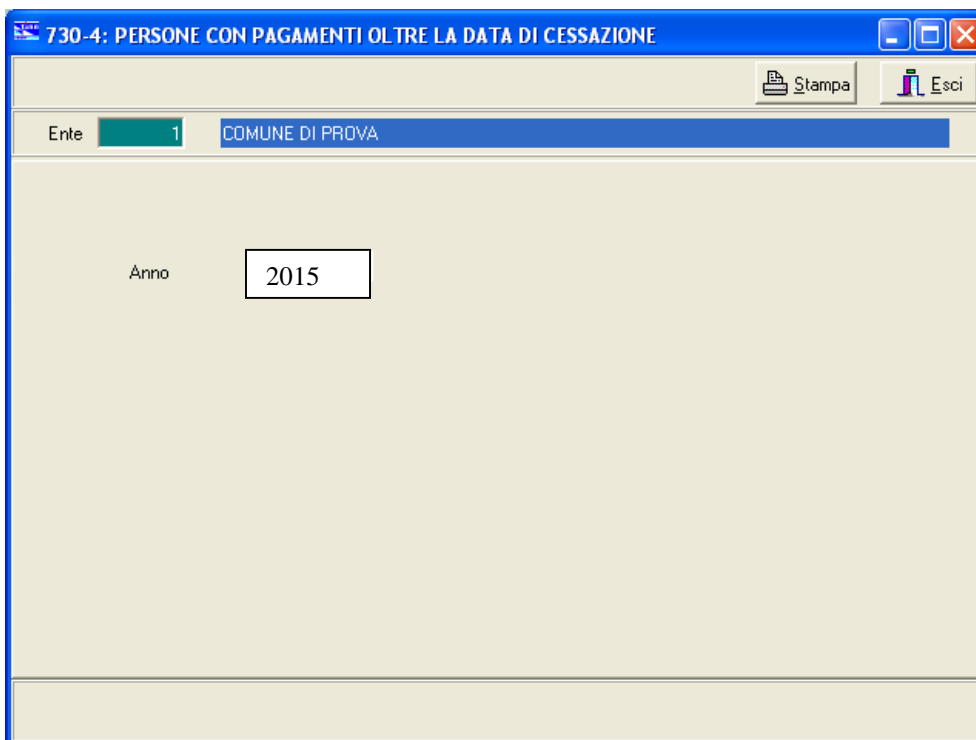 730-4: PERSONE CON PAGAMENTI OLTRE LA DATA DI CESSAZIONE
Stampa Esci
Ente 1 COMUNE DI PROVA
Anno 2015